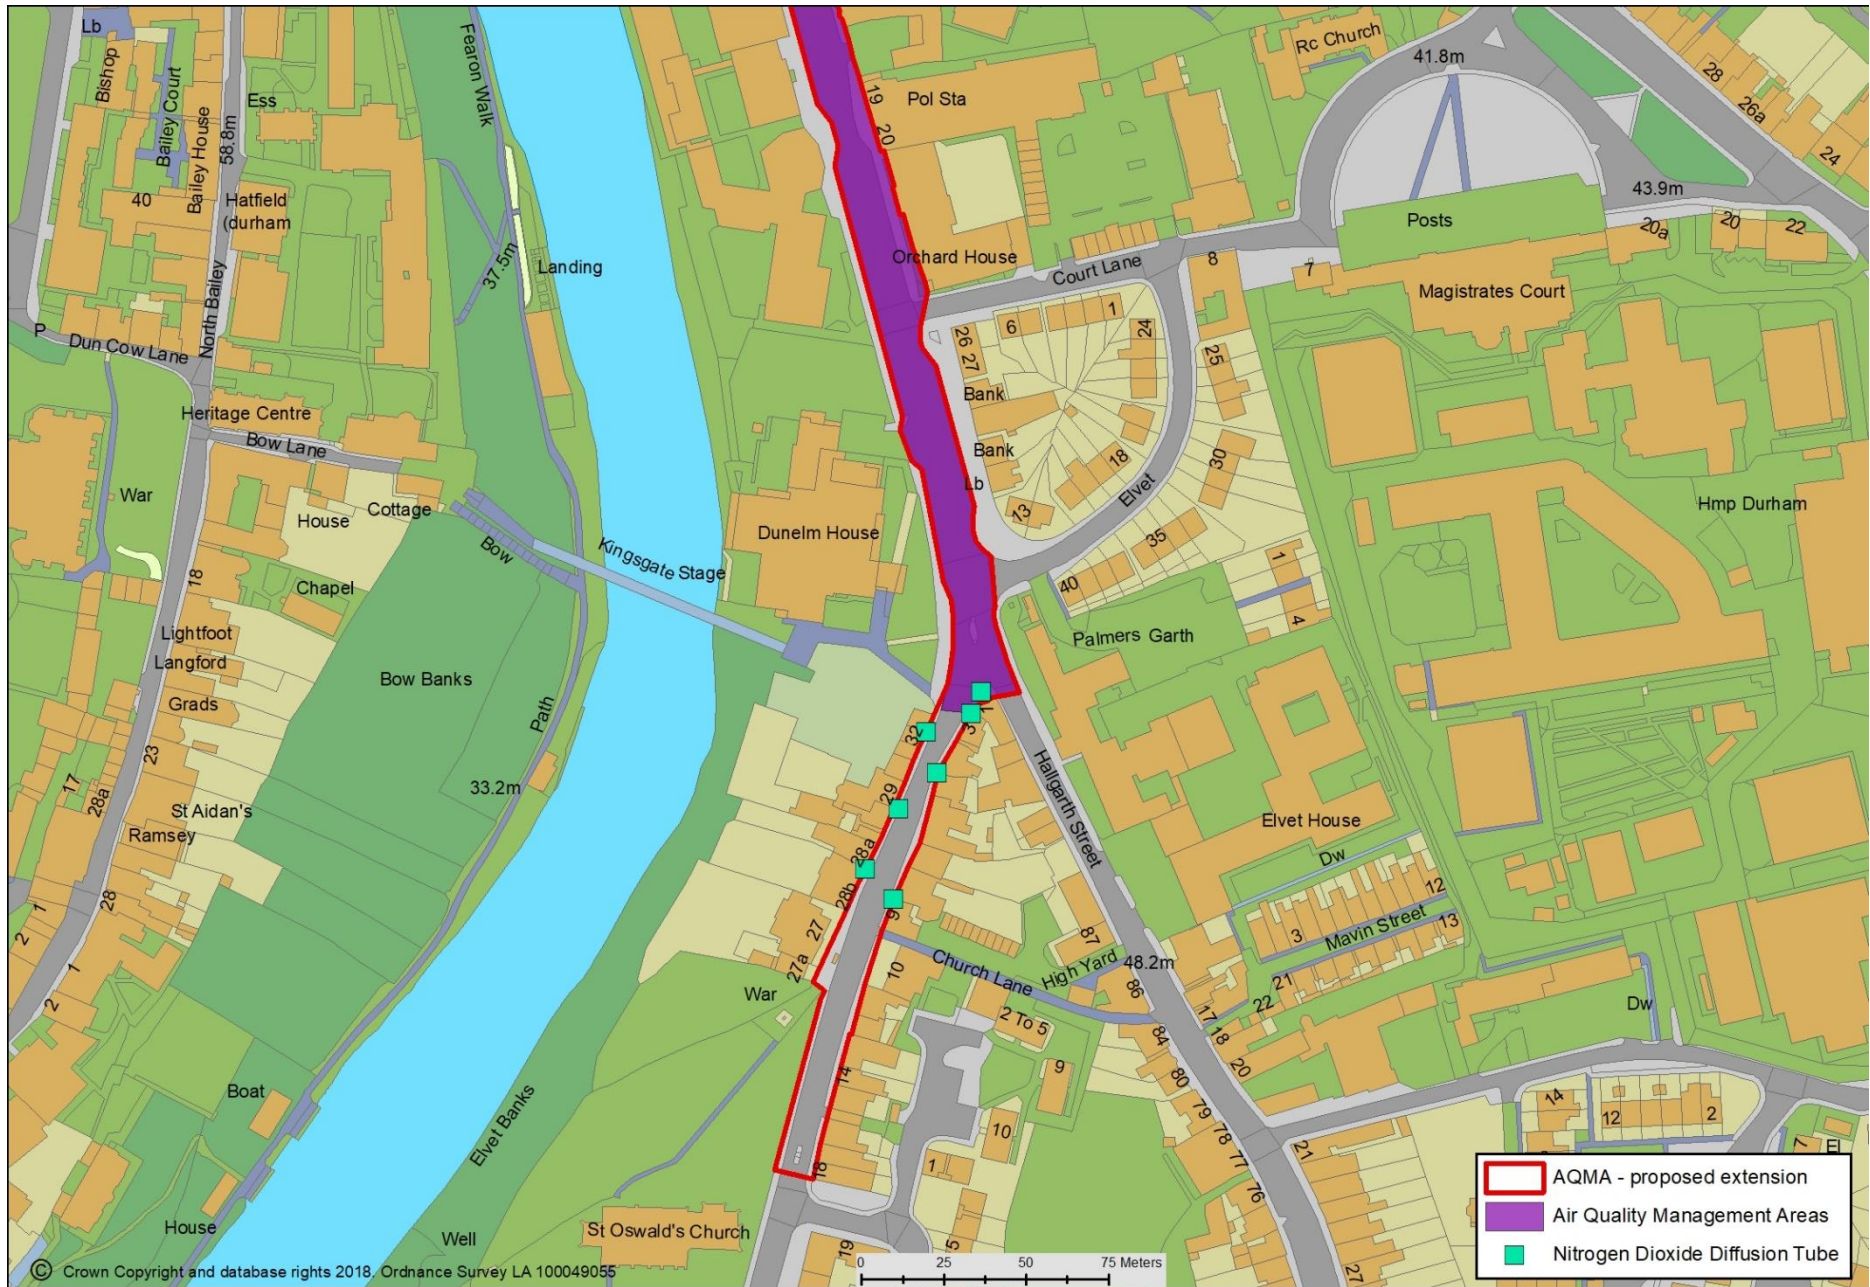 Lb
Bishop
Bailey Court
Bailey House
58.8m
Ess
40
Hatfield
(durham
North Bailey
P
Dun Cow Lane
Heritage Centre
Bow Lane
War
House
Cottage
18
Chapel
Lightfoot
Langford
Grads
23
17
28a
St Aidan's
Ramsey
28
1
2
1
2
Fearon Walk
37.5m
Landing
Bow
Kingsgate Stage
Bow Banks
Path
33.2m
Boat
House
Elvet Banks
Well
St Oswald's Church
19
20
Pol Sta
Orchard House
Court Lane
Rc Church
41.8m
28
26a
24
43.9m
Posts
20a
20
22
8
7
Magistrates Court
26
27
6
1
24
25
Bank
Bank
Lb
18
30
13
Elvet
35
40
1
4
Dunelm House
Palmers Garth
Hmp Durham
32
3
1
29
28a
28b
27
27a
9
10
War
14
18
Hallgarth Street
Elvet House
Dw
12
3
Mavin Street
13
21
22
87
High Yard
48.2m
Church Lane
86
2 To 5
17
18
20
84
80
79
78
77
76
9
10
1
5
19
21
27
Dw
14
12
2
7
AQMA - proposed extension
Air Quality Management Areas
Nitrogen Dioxide Diffusion Tube
0 25 50 75 Meters
© Crown Copyright and database rights 2018. Ordnance Survey LA 100049055